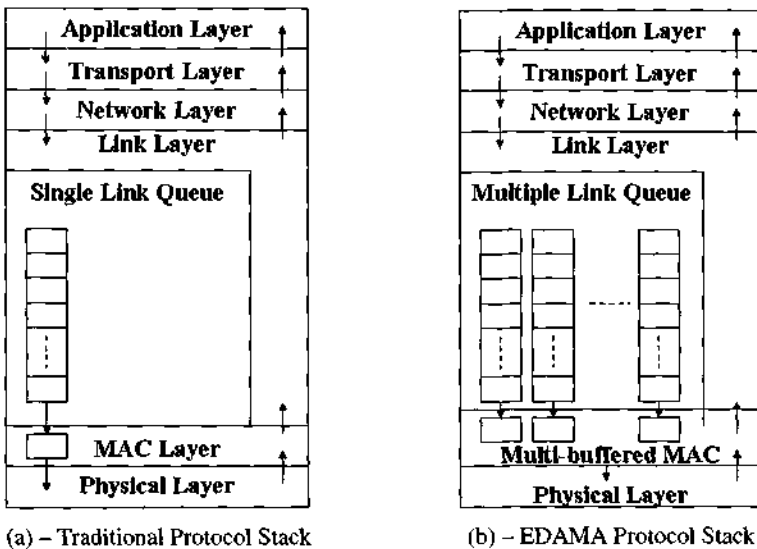 Application Layer
Transport Layer
Network Layer
Link Layer
Single Link Queue
MAC Layer
Physical Layer
(a) – Traditional Protocol Stack
Application Layer
Transport Layer
Network Layer
Link Layer
Multiple Link Queue
Multi-buffered MAC
Physical Layer
(b) – EDAMA Protocol Stack